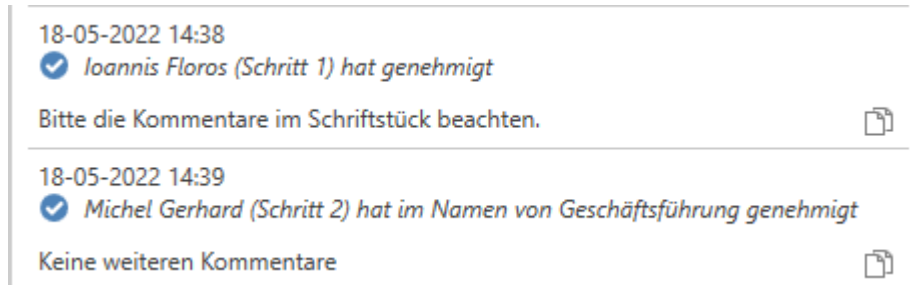 18-05-2022 14:38
Ioannis Floros (Schritt 1) hat genehmigt
Bitte die Kommentare im Schriftstück beachten.
18-05-2022 14:39
Michel Gerhard (Schritt 2) hat im Namen von Geschäftsführung genehmigt
Keine weiteren Kommentare